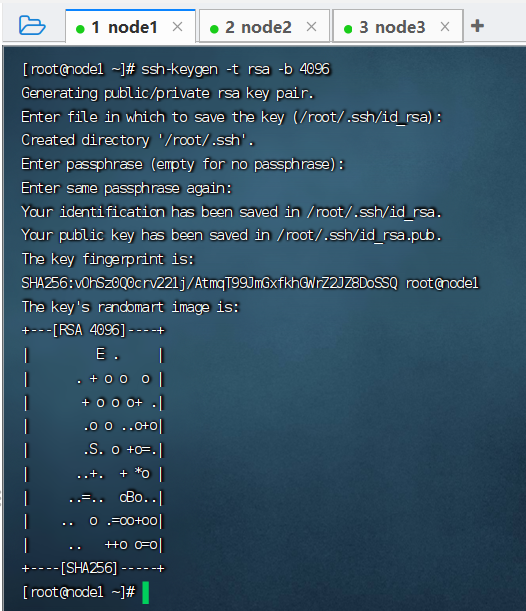 1 node1 × 2 node2 × 3 node3 × +
[root@node1 ~]# ssh-keygen -t rsa -b 4096
Generating public/private rsa key pair.
Enter file in which to save the key (/root/.ssh/id_rsa):
Created directory '/root/.ssh'.
Enter passphrase (empty for no passphrase):
Enter same passphrase again:
Your identification has been saved in /root/.ssh/id_rsa.
Your public key has been saved in /root/.ssh/id_rsa.pub.
The key fingerprint is:
SHA256:vOhSz0Q0crv221j/AtmqT99JmGxfkhGWrZ2JZ8DoSSQ root@node1
The key's randomart image is:
+---[RSA 4096]----+
|          E .      |
|       . + o o  o |
|        + o o o+ .|
|        .o o ..o+o|
|        .S. o +o=.|
|       ..+.  + *o |
|      ..=..  oBo..|
|     ..  o .=oo+oo|
|      ..   ++o o=o|
+----[SHA256]-----+
[root@node1 ~]#